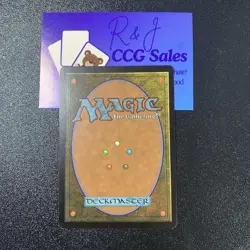 R & J
CCG Sales
MAGIC
The Gathering
DECKMASTER